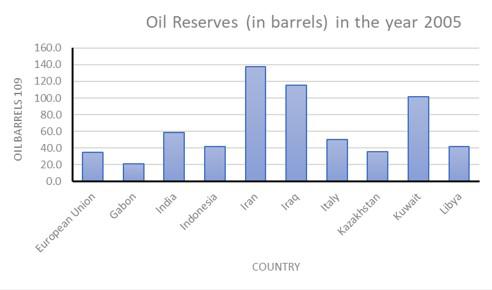 Oil Reserves (in barrels) in the year 2005
OIL BARRELS 109
160.0
140.0
120.0
100.0
80.0
60.0
40.0
20.0
0.0
European Union
Gabon
India
Indonesia
Iran
Iraq
Italy
Kazakhstan
Kuwait
Libya
COUNTRY